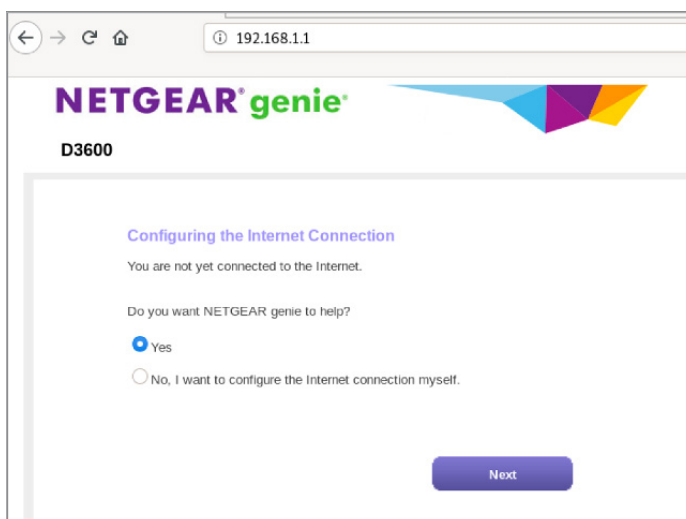 192.168.1.1
NETGEAR® genie®
D3600
Configuring the Internet Connection
You are not yet connected to the Internet.
Do you want NETGEAR genie to help?
Yes
No, I want to configure the Internet connection myself.
Next